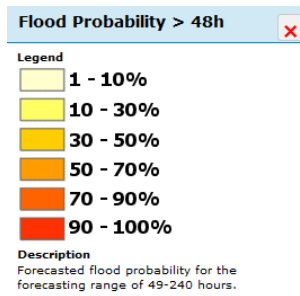 Flood Probability > 48h
Legend
1 - 10%
10 - 30%
30 - 50%
50 - 70%
70 - 90%
90 - 100%
Description
Forecasted flood probability for the
forecasting range of 49-240 hours.